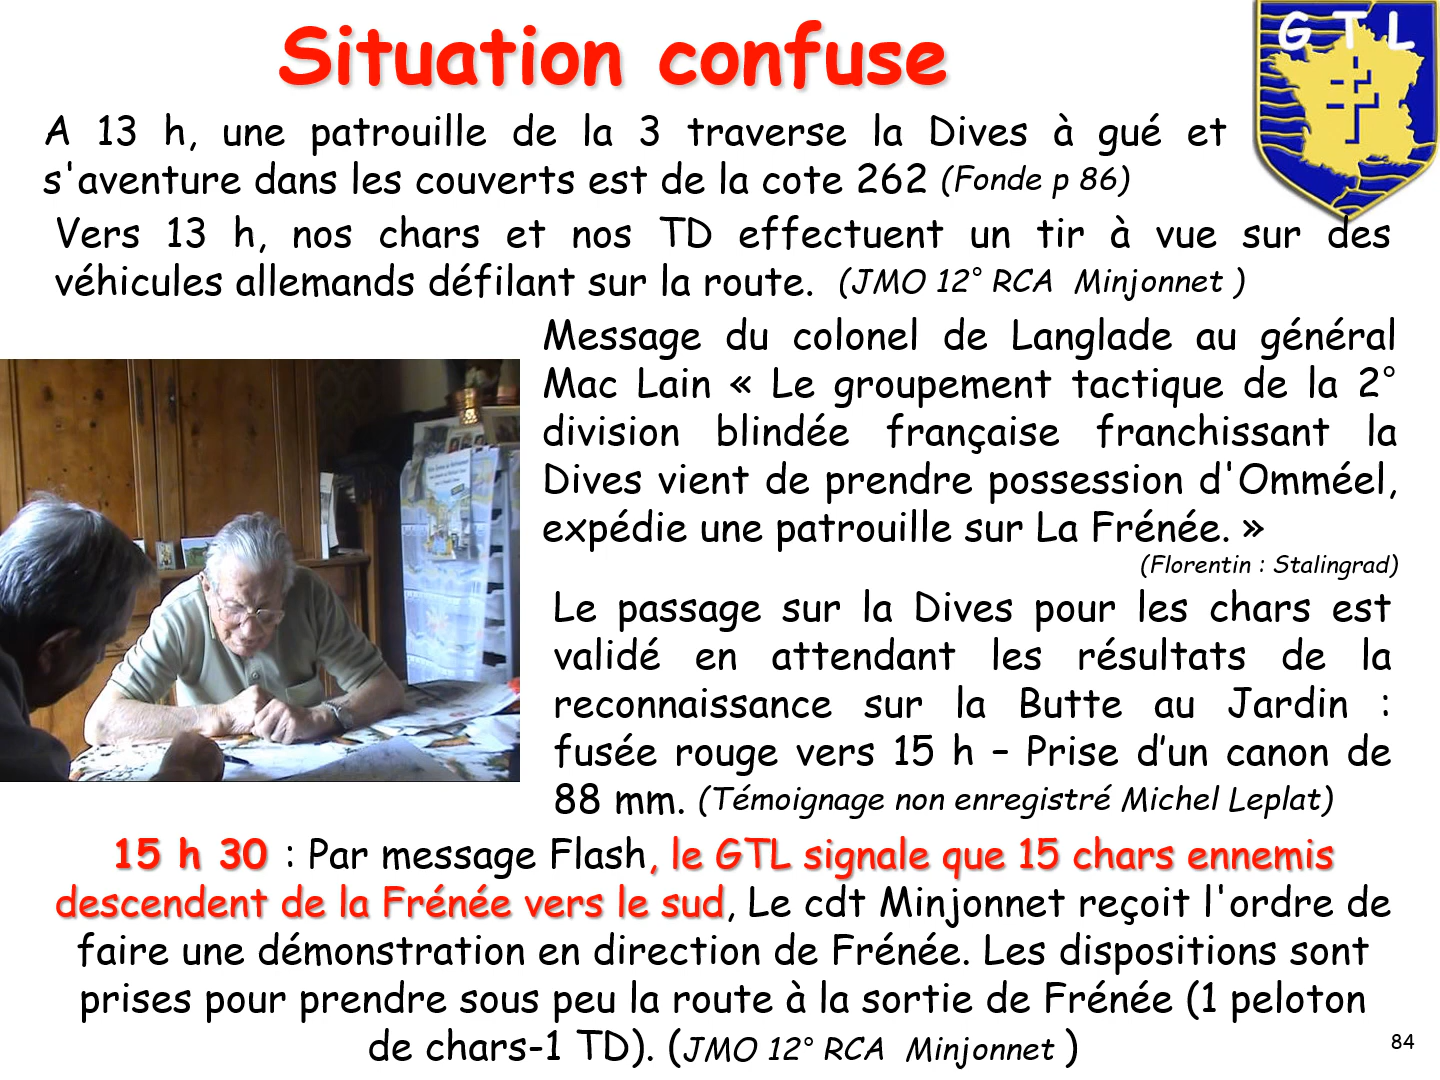 Situation confuse
G T L
A 13 h, une patrouille de la 3 traverse la Dives à gué et
s'aventure dans les couverts est de la cote 262 (Fonde p 86)
Vers 13 h, nos chars et nos TD effectuent un tir à vue sur des
véhicules allemands défilant sur la route. (JMO 12° RCA Minjonnet )
Message du colonel de Langlade au général
Mac Lain « Le groupement tactique de la 2°
division blindée française franchissant la
Dives vient de prendre possession d'Omméel,
expédie une patrouille sur La Frénée. »
(Florentin : Stalingrad)
Le passage sur la Dives pour les chars est
validé en attendant les résultats de la
reconnaissance sur la Butte au Jardin :
fusée rouge vers 15 h – Prise d’un canon de
88 mm. (Témoignage non enregistré Michel Leplat)
15 h 30 : Par message Flash, le GTL signale que 15 chars ennemis
descendent de la Frénée vers le sud, Le cdt Minjonnet reçoit l'ordre de
faire une démonstration en direction de Frénée. Les dispositions sont
prises pour prendre sous peu la route à la sortie de Frénée (1 peloton
de chars-1 TD). (JMO 12° RCA Minjonnet )
84